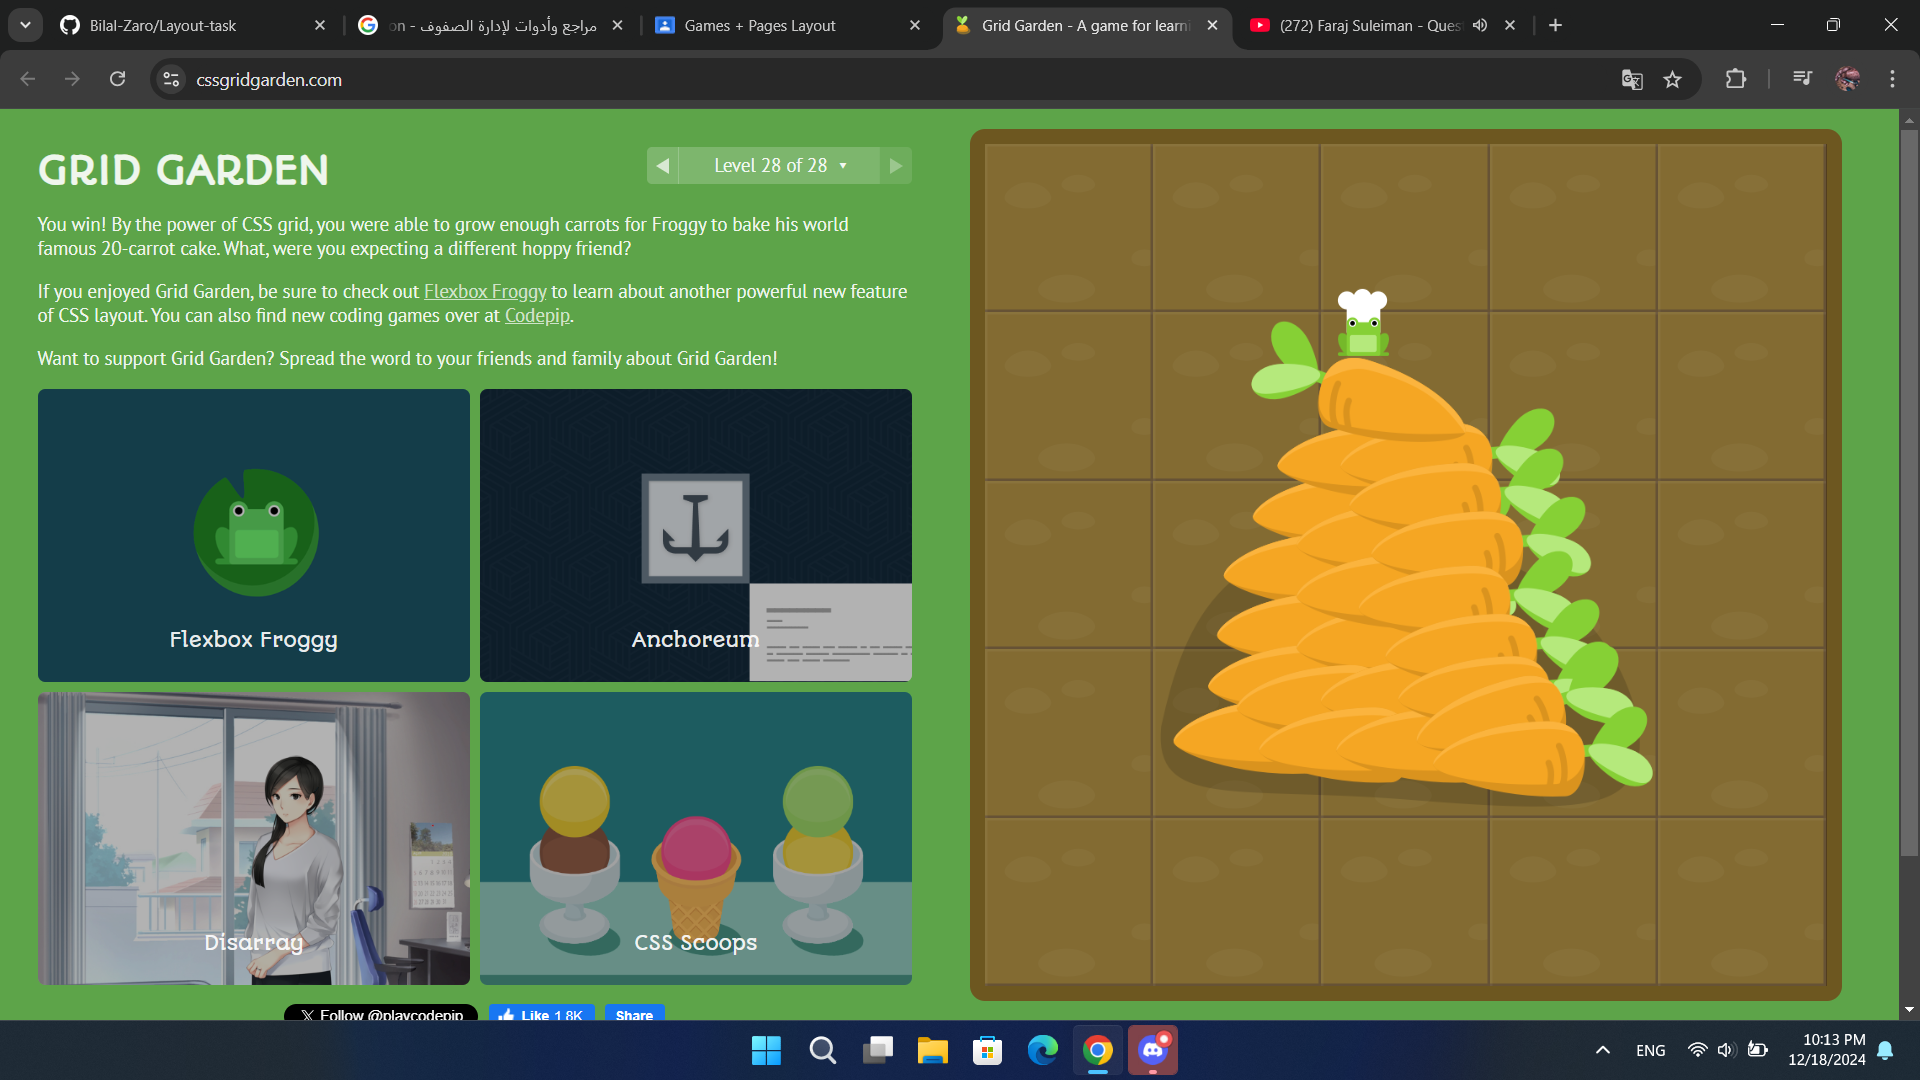 Bilal-Zaro/Layout-task
مراجع وأدوات لإدارة الصفوف - on
Games + Pages Layout
Grid Garden - A game for learni
(272) Faraj Suleiman - Ques
cssgridgarden.com
GRID GARDEN
Level 28 of 28
You win! By the power of CSS grid, you were able to grow enough carrots for Froggy to bake his world
famous 20-carrot cake. What, were you expecting a different hoppy friend?
If you enjoyed Grid Garden, be sure to check out Flexbox Froggy to learn about another powerful new feature
of CSS layout. You can also find new coding games over at Codepip.
Want to support Grid Garden? Spread the word to your friends and family about Grid Garden!
Flexbox Froggy
Anchoreum
Disarray
CSS Scoops
Follow @playcodepip
Like 1.8K
Share
ENG
10:13 PM
12/18/2024